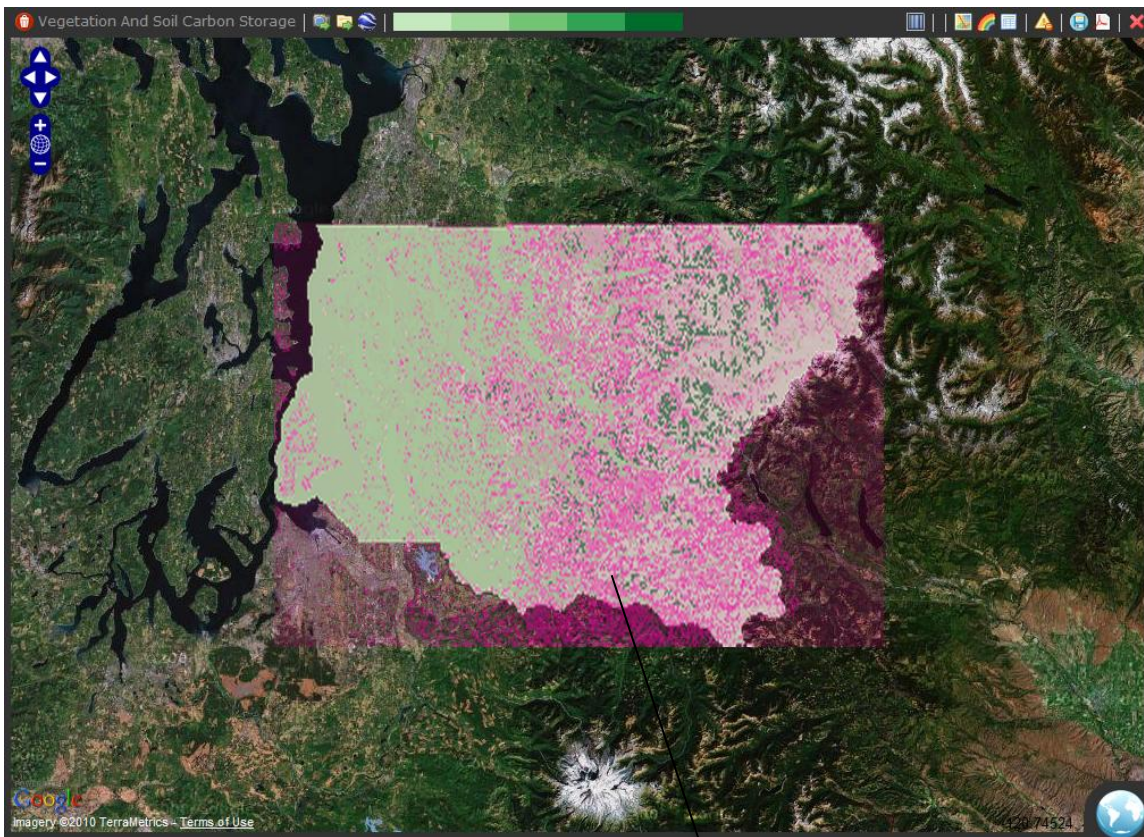 Vegetation And Soil Carbon Storage
Google
Imagery ©2010 TerraMetrics - Terms of Use